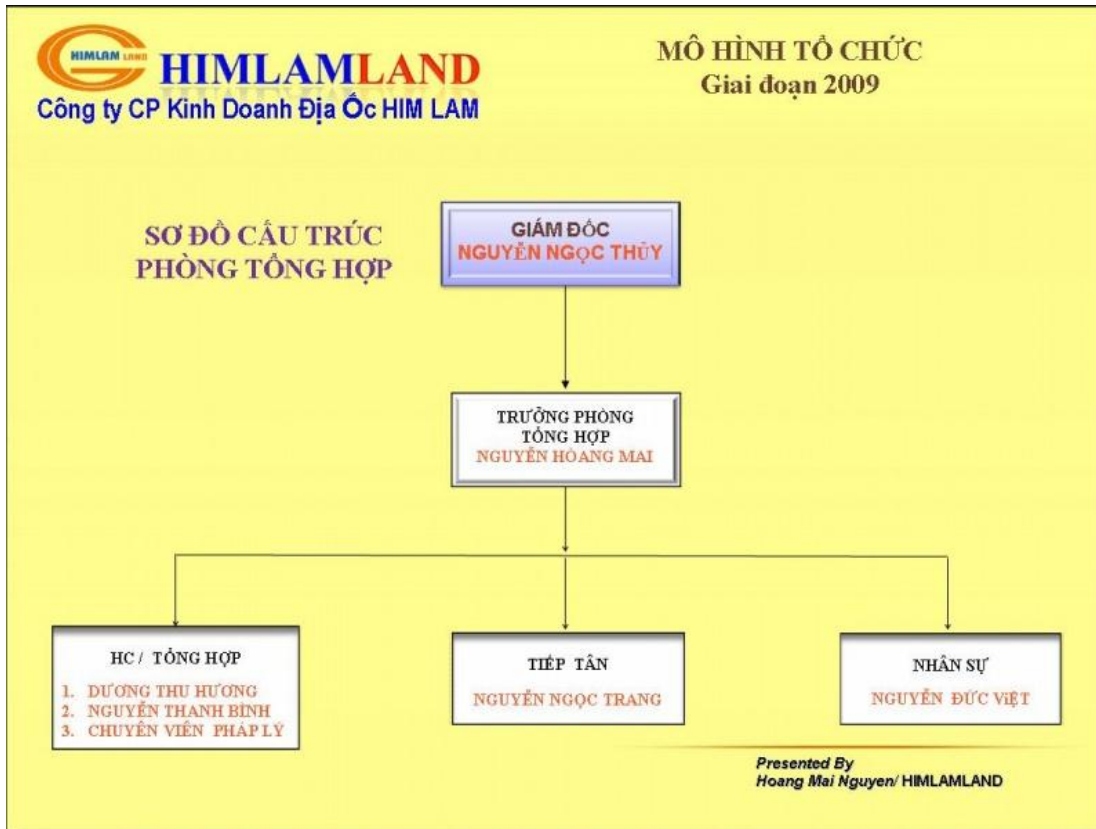 HIMLAM LAND
HIMLAMLAND
Công ty CP Kinh Doanh Địa Ốc HIM LAM
MÔ HÌNH TỔ CHỨC
Giai đoạn 2009
SƠ ĐỒ CẤU TRÚC
PHÒNG TỔNG HỢP
GIÁM ĐỐC
NGUYỄN NGỌC THỦY
TRƯỞNG PHÒNG
TỔNG HỢP
NGUYỄN HOÀNG MAI
HC / TỔNG HỢP
1. DƯƠNG THU HƯƠNG
2. NGUYỄN THANH BÌNH
3. CHUYÊN VIÊN PHÁP LÝ
TIẾP TÂN
NGUYỄN NGỌC TRANG
NHÂN SỰ
NGUYỄN ĐỨC ViỆT
Presented By
Hoang Mai Nguyen/ HIMLAMLAND